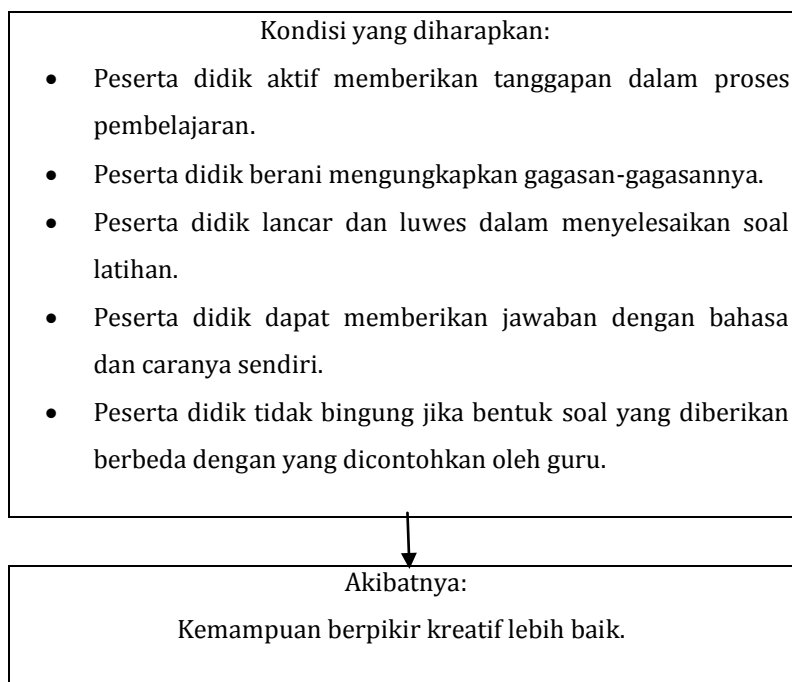 Kondisi yang diharapkan:
• Peserta didik aktif memberikan tanggapan dalam proses
pembelajaran.
• Peserta didik berani mengungkapkan gagasan-gagasannya.
• Peserta didik lancar dan luwes dalam menyelesaikan soal
latihan.
• Peserta didik dapat memberikan jawaban dengan bahasa
dan caranya sendiri.
• Peserta didik tidak bingung jika bentuk soal yang diberikan
berbeda dengan yang dicontohkan oleh guru.
Akibatnya:
Kemampuan berpikir kreatif lebih baik.